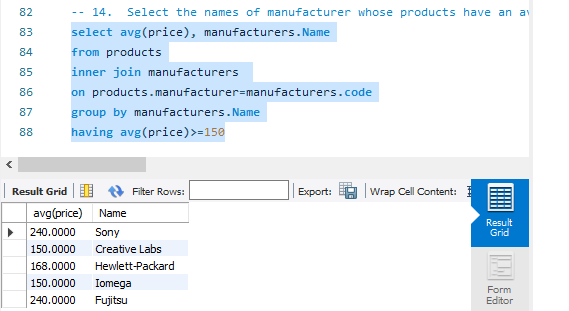 82 -- 14. Select the names of manufacturer whose products have an av
83 select avg(price), manufacturers.Name
84 from products
85 inner join manufacturers
86 on products.manufacturer=manufacturers.code
87 group by manufacturers.Name
88 having avg(price)>=150
Result Grid Filter Rows: Export: Wrap Cell Content:
avg(price) Name
240.0000 Sony
150.0000 Creative Labs
168.0000 Hewlett-Packard
150.0000 Iomega
240.0000 Fujitsu
Result
Grid
Form
Editor